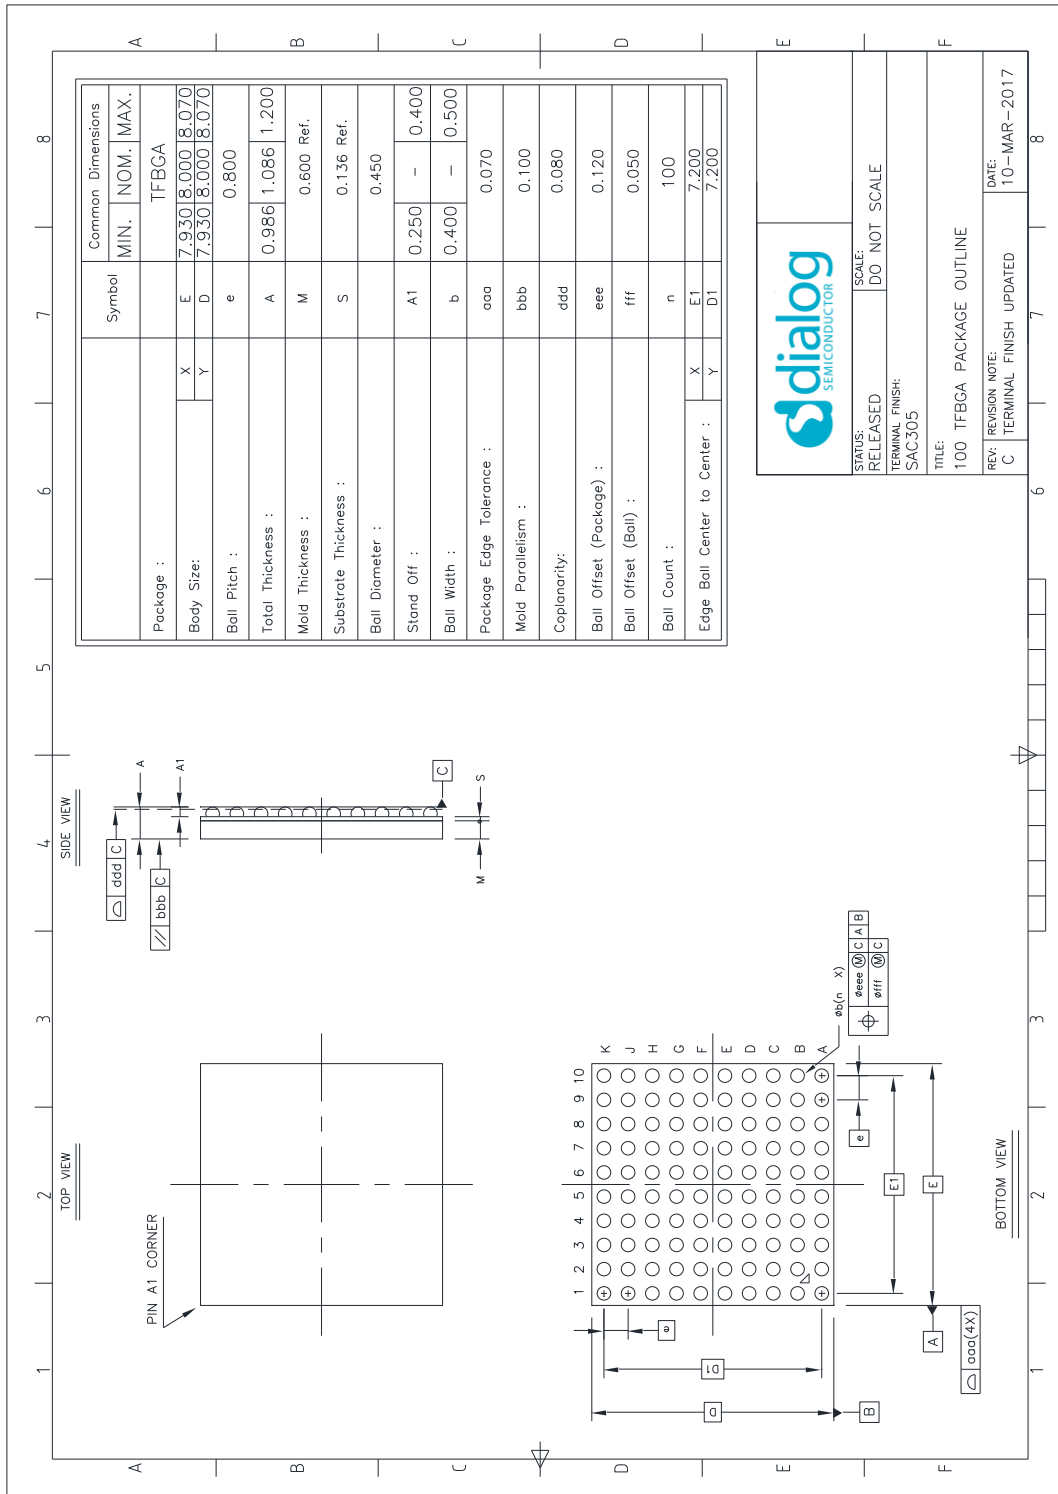 1 2 3 4 5 6 7 8
A
B
C
D
E
F
TOP VIEW
PIN A1 CORNER
SIDE VIEW
ddd C
bbb C
A
A1
C
M
S
1 2 3 4 5 6 7 8 9 10
K
J
H
G
F
E
D
C
B
A
e
D1
D
B
e
E1
E
A
aaa(4X)
øb(n X)
øeee Ⓜ C A B
øfff Ⓜ C
BOTTOM VIEW
Symbol Common Dimensions
MIN. NOM. MAX.
Package : TFBGA
Body Size: X E 7.930 8.000 8.070
Y D 7.930 8.000 8.070
Ball Pitch : e 0.800
Total Thickness : A 0.986 1.086 1.200
Mold Thickness : M 0.600 Ref.
Substrate Thickness : S 0.136 Ref.
Ball Diameter : 0.450
Stand Off : A1 0.250 – 0.400
Ball Width : b 0.400 – 0.500
Package Edge Tolerance : aaa 0.070
Mold Parallelism : bbb 0.100
Coplanarity: ddd 0.080
Ball Offset (Package) : eee 0.120
Ball Offset (Ball) : fff 0.050
Ball Count : n 100
Edge Ball Center to Center : X E1 7.200
Y D1 7.200
dialog
SEMICONDUCTOR
STATUS:
RELEASED
SCALE:
DO NOT SCALE
TERMINAL FINISH:
SAC305
TITLE:
100 TFBGA PACKAGE OUTLINE
REV:
C
REVISION NOTE:
TERMINAL FINISH UPDATED
DATE:
10-MAR-2017
A
B
C
D
E
F
1 2 3 6 7 8